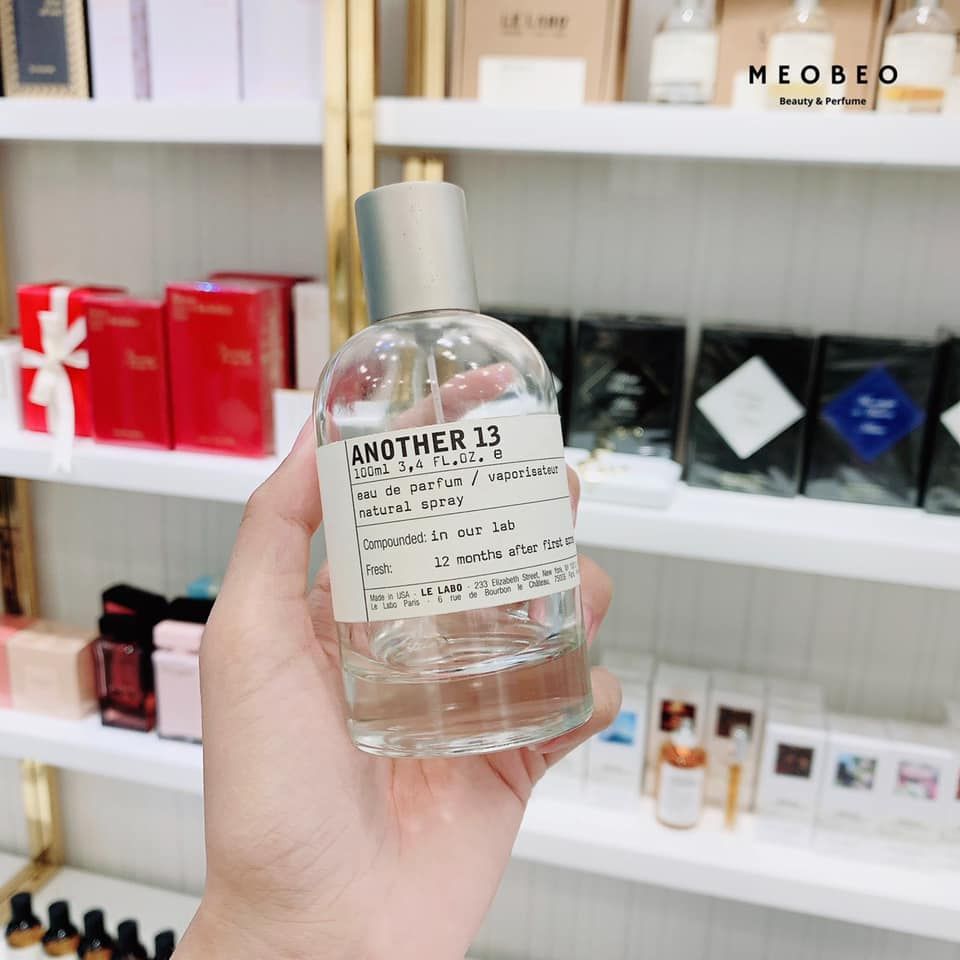 LE LABO
MEOBEO
Beauty & Perfume
ANOTHER 13
100ml 3,4 FL.OZ. e
eau de parfum / vaporisateur
natural spray
Compounded: in our lab
Fresh: 12 months after first
Made in USA - LE LABO - 233 Elizabeth Street, New York, NY
Le Labo Paris - 6 rue de Bourbon le Château, 75006